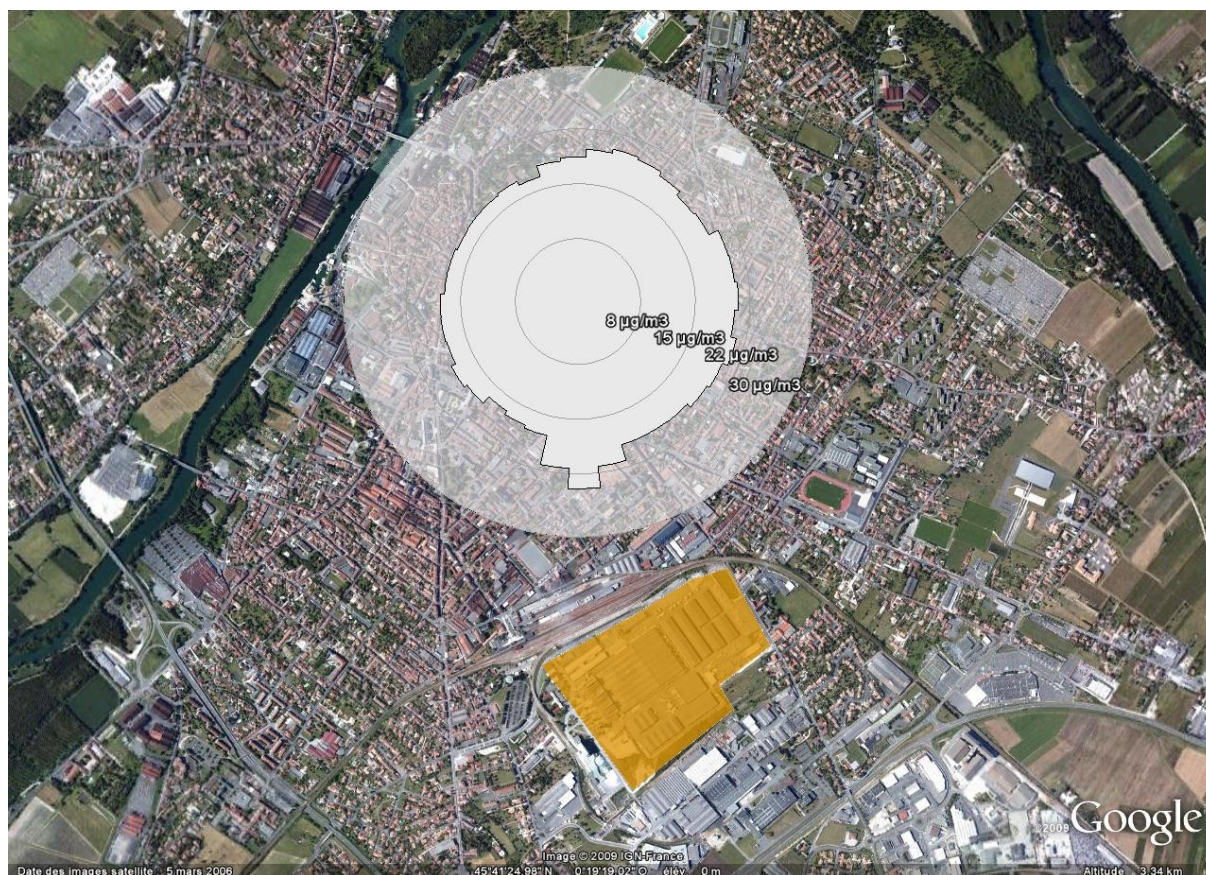 8 µg/m3
15 µg/m3
22 µg/m3
30 µg/m3
©2009 Google
Image © 2009 IGN-France
Date des images satellite : 5 mars 2006 45°41'24.98" N 0°19'19.02" O élév. 0 m Altitude 3.34 km